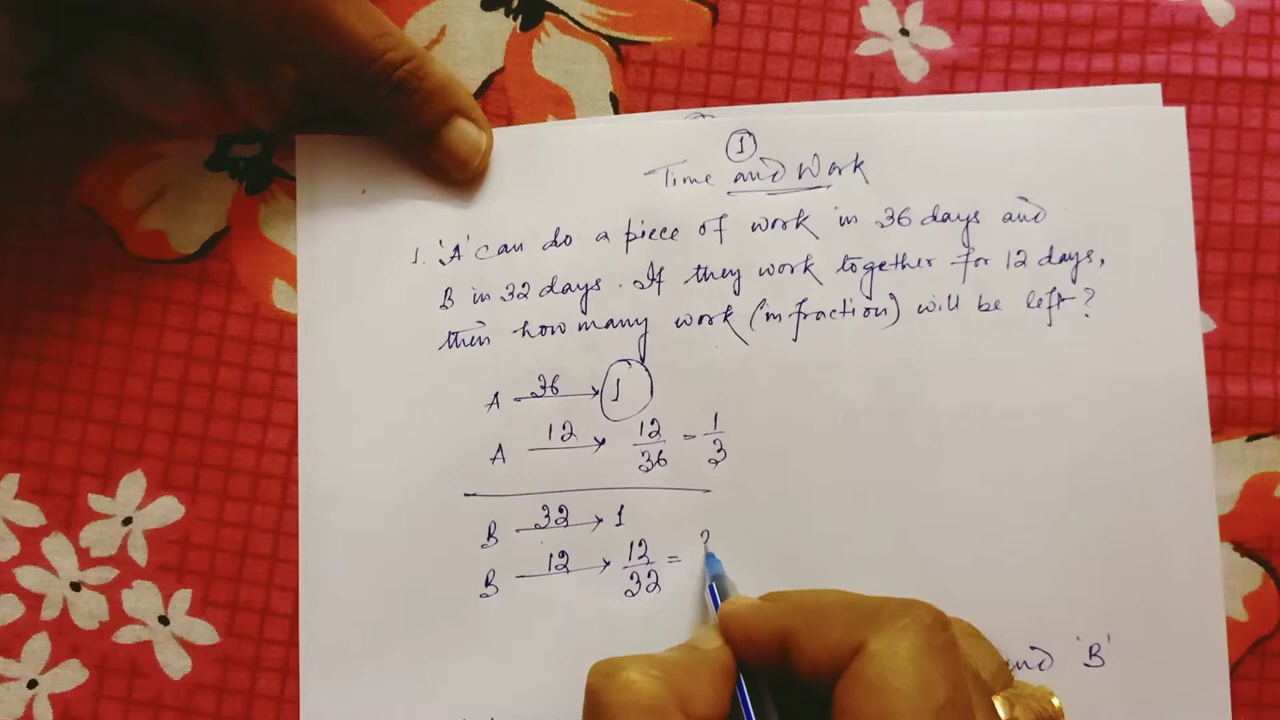 1
Time and Work
1. 'A' can do a piece of work in 36 days and
B in 32 days. If they work together for 12 days,
then how many work (in fraction) will be left?
A 36 → 1
A 12 → 12/36 = 1/3
B 32 → 1
B 12 → 12/32 =
'B'